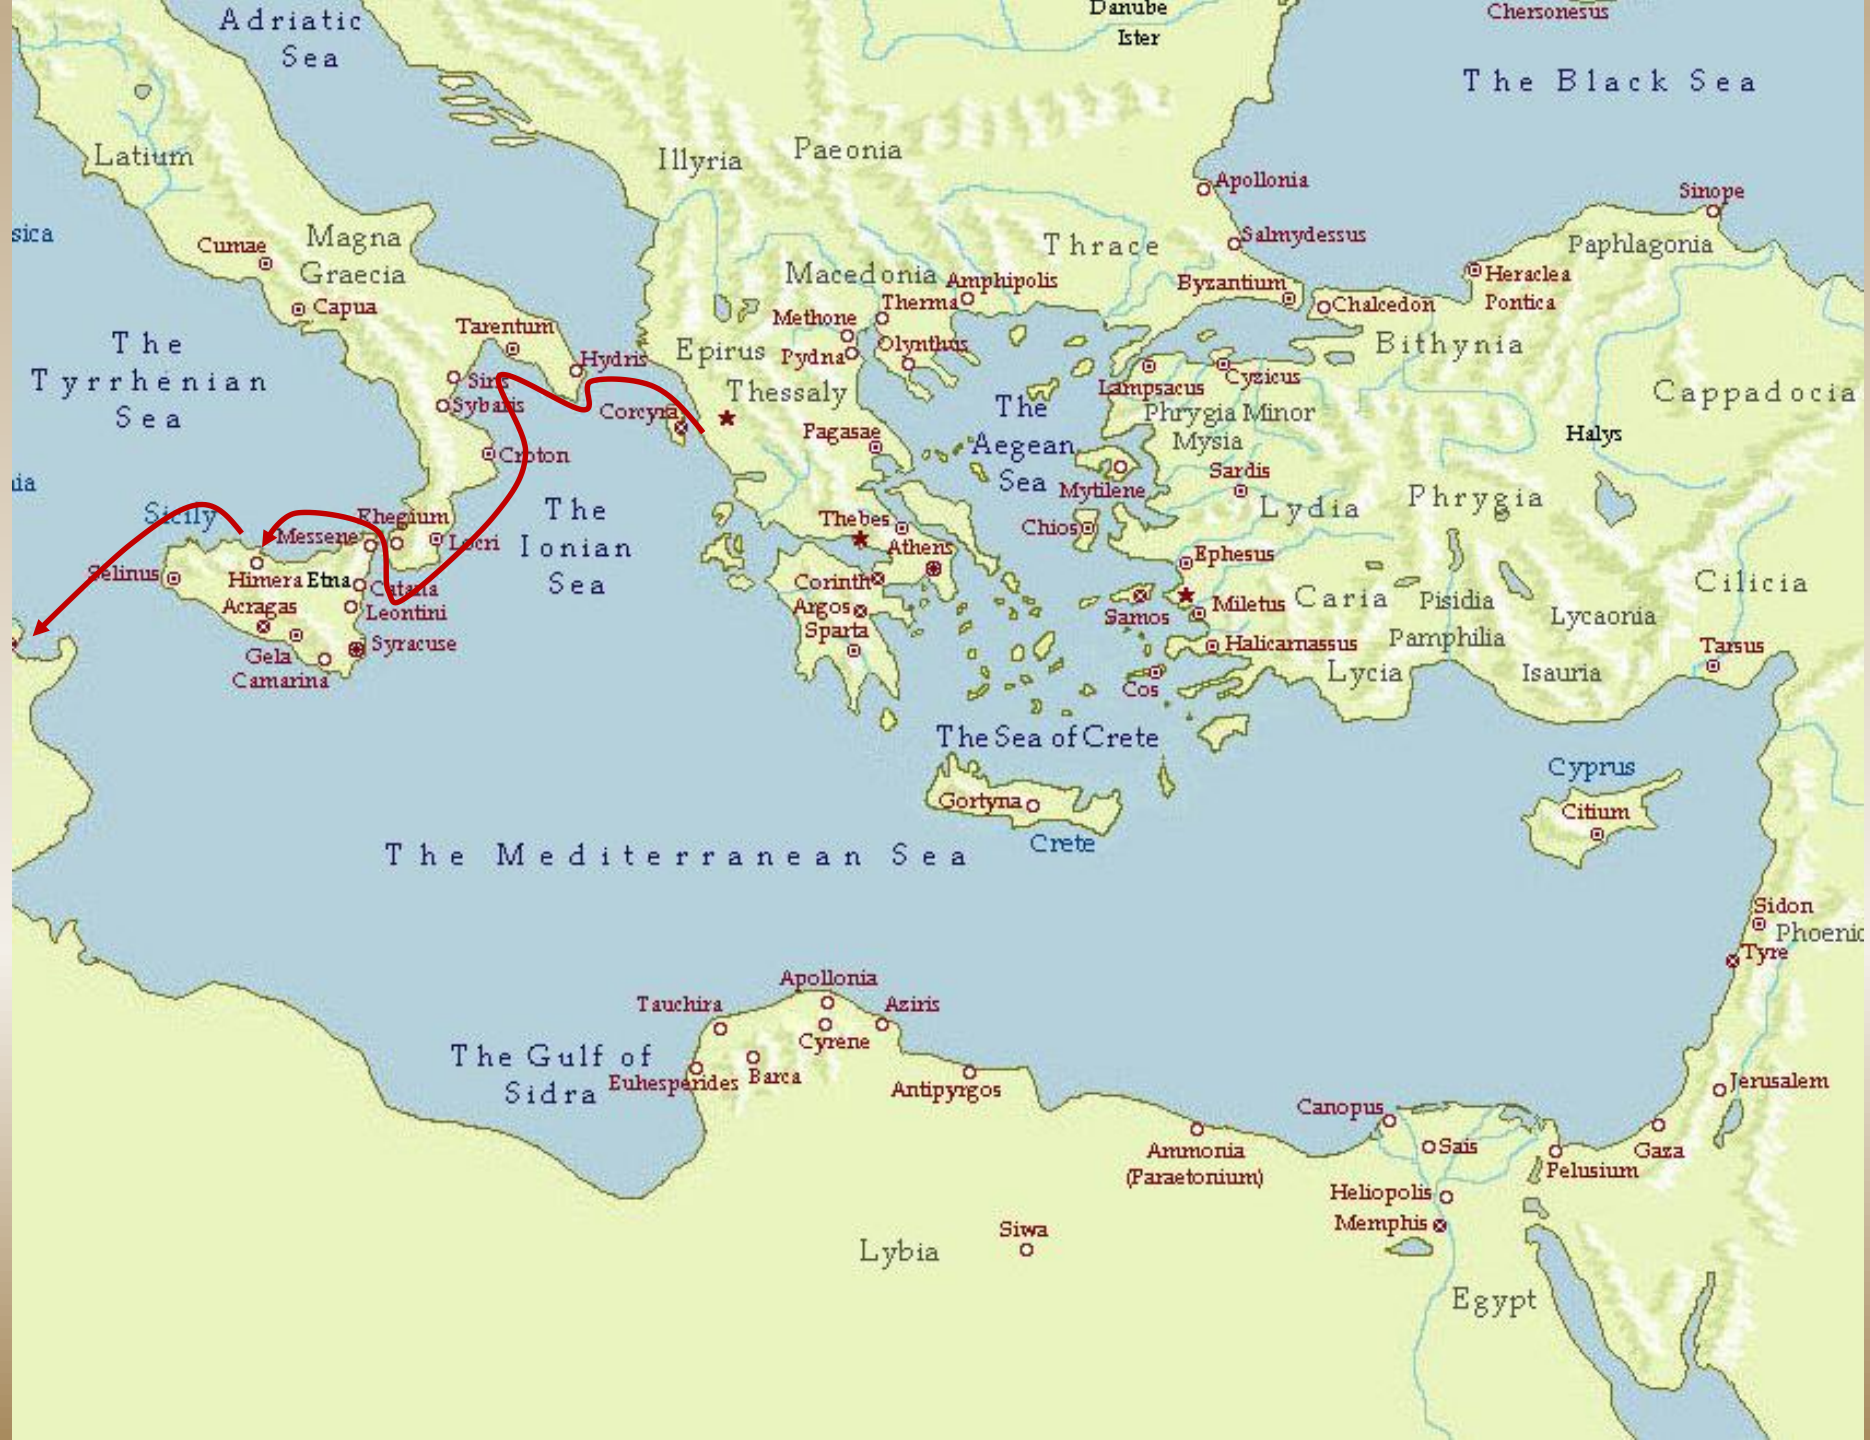 Adriatic
Sea
Danube
Ister
Chersonesus
The Black Sea
Latium
Illyria
Paeonia
Apollonia
Sinope
sica
Cumae
Magna
Graecia
Thrace
Salmydessus
Paphlagonia
Capua
Macedonia
Amphipolis
Therma
Byzantium
Chalcedon
Heraclea
Pontica
The
Tyrrhenian
Sea
Tarentum
Hydris
Methone
Olynthus
Epirus
Pydna
Bithynia
Siris
Sybaris
Thessaly
Lampsacus
Cyzicus
Cappadocia
Corcyra
The
Aegean
Sea
Phrygia Minor
Mysia
Halys
Croton
Pagasae
Sardis
Mytilene
Lydia
Phrygia
ia
Sicily
Rhegium
The
Ionian
Sea
Thebes
Chios
Messene
Locri
Athens
Ephesus
Selinus
Himera
Etna
Catana
Corinth
Cilicia
Acragas
Leontini
Argos
Samos
Miletus
Caria
Pisidia
Lycaonia
Sparta
Syracuse
Halicarnassus
Pamphilia
Tarsus
Gela
Camarina
Cos
Lycia
Isauria
The Sea of Crete
Cyprus
Citium
Gortyna
Crete
The Mediterranean Sea
Sidon
Phoenic
Tyre
Apollonia
Tauchira
Aziris
Cyrene
The Gulf of
Sidra
Euhesperides
Barca
Antipyrgos
Jerusalem
Canopus
Ammonia
(Paraetonium)
Sais
Gaza
Pelusium
Heliopolis
Memphis
Siwa
Lybia
Egypt